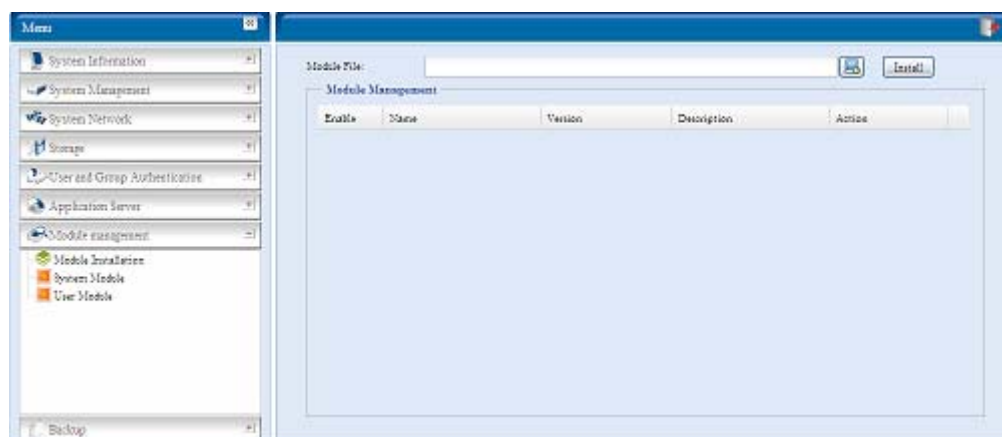 Menu
System Information
System Management
System Network
Storage
User and Group Authentication
Application Server
Module management
Module Installation
System Module
User Module
Backup
Module File:
Install
Module Management
Enable Name Version Description Action